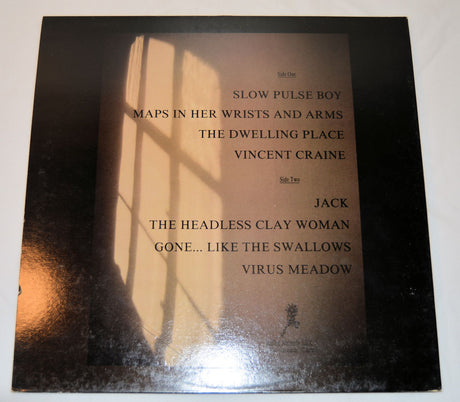 Side One
SLOW PULSE BOY
MAPS IN HER WRISTS AND ARMS
THE DWELLING PLACE
VINCENT CRAINE
Side Two
JACK
THE HEADLESS CLAY WOMAN
GONE... LIKE THE SWALLOWS
VIRUS MEADOW